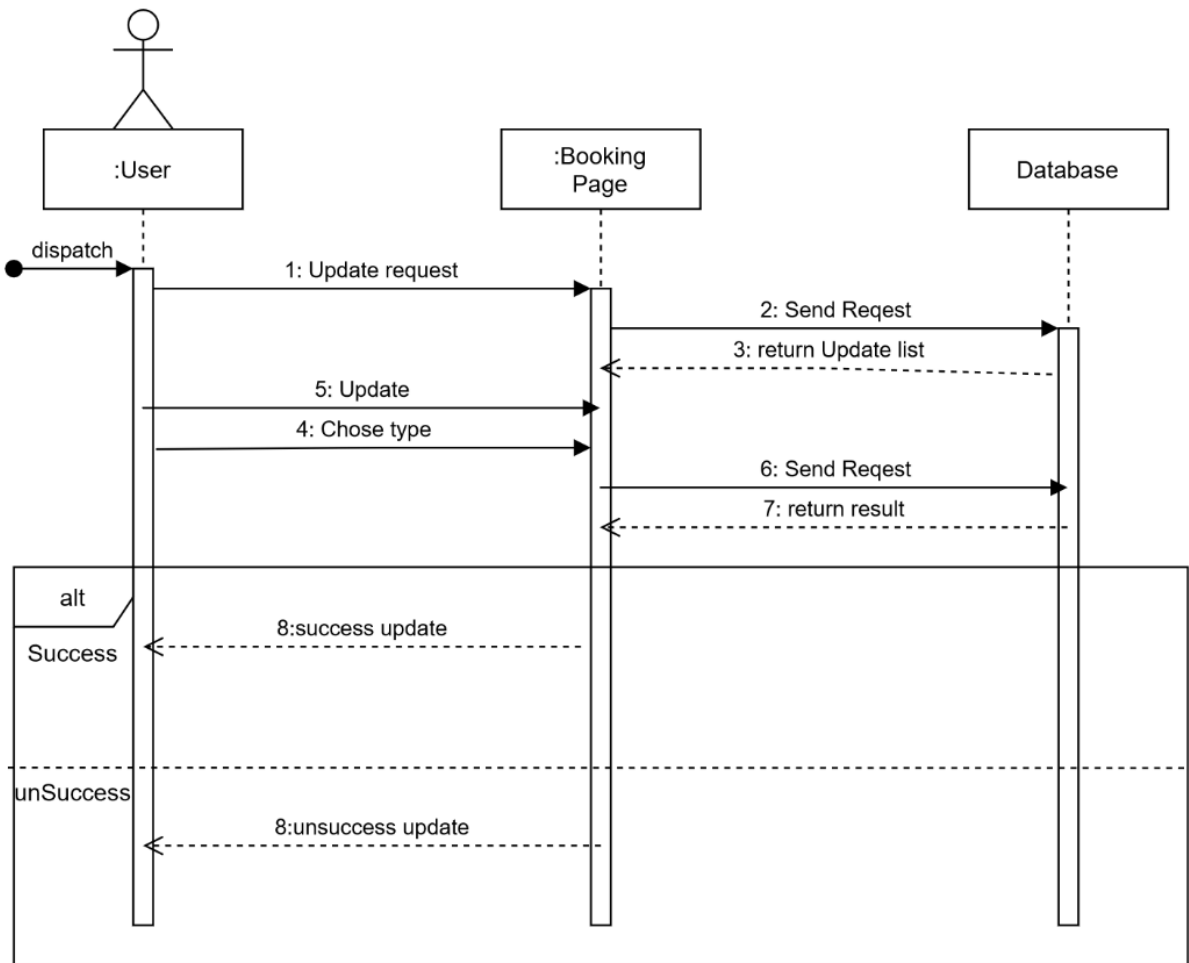 :User
:Booking
Page
Database
dispatch
1: Update request
2: Send Reqest
3: return Update list
5: Update
4: Chose type
6: Send Reqest
7: return result
alt
8:success update
Success
unSuccess
8:unsuccess update